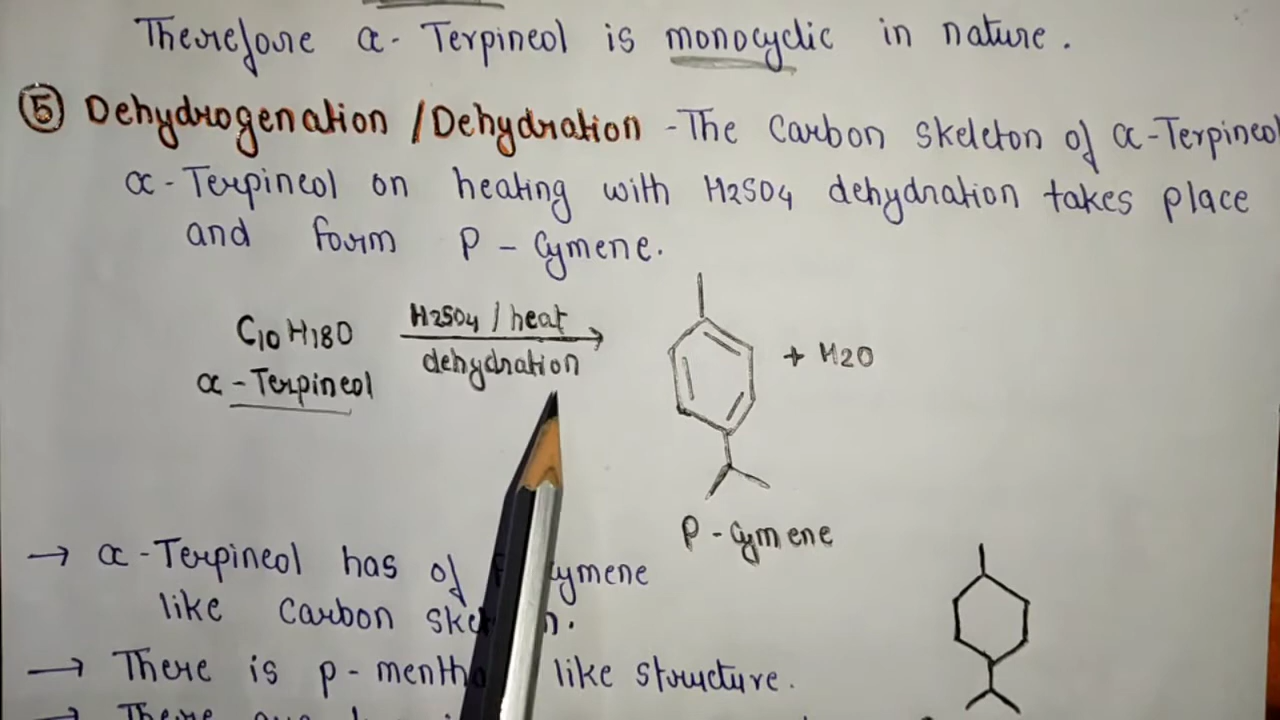 Therefore α - Terpineol is monocyclic in nature.
⑤ Dehydrogenation / Dehydration - The Carbon skeleton of α-Terpineol
α - Terpineol on heating with H2SO4 dehydration takes place
and form P - Cymene.
C10H18O
α - Terpineol
H2SO4 / heat
dehydration
+ H2O
P - Cymene
→ α - Terpineol has of cymene
like Carbon
→ There is p- like structure.
→ There